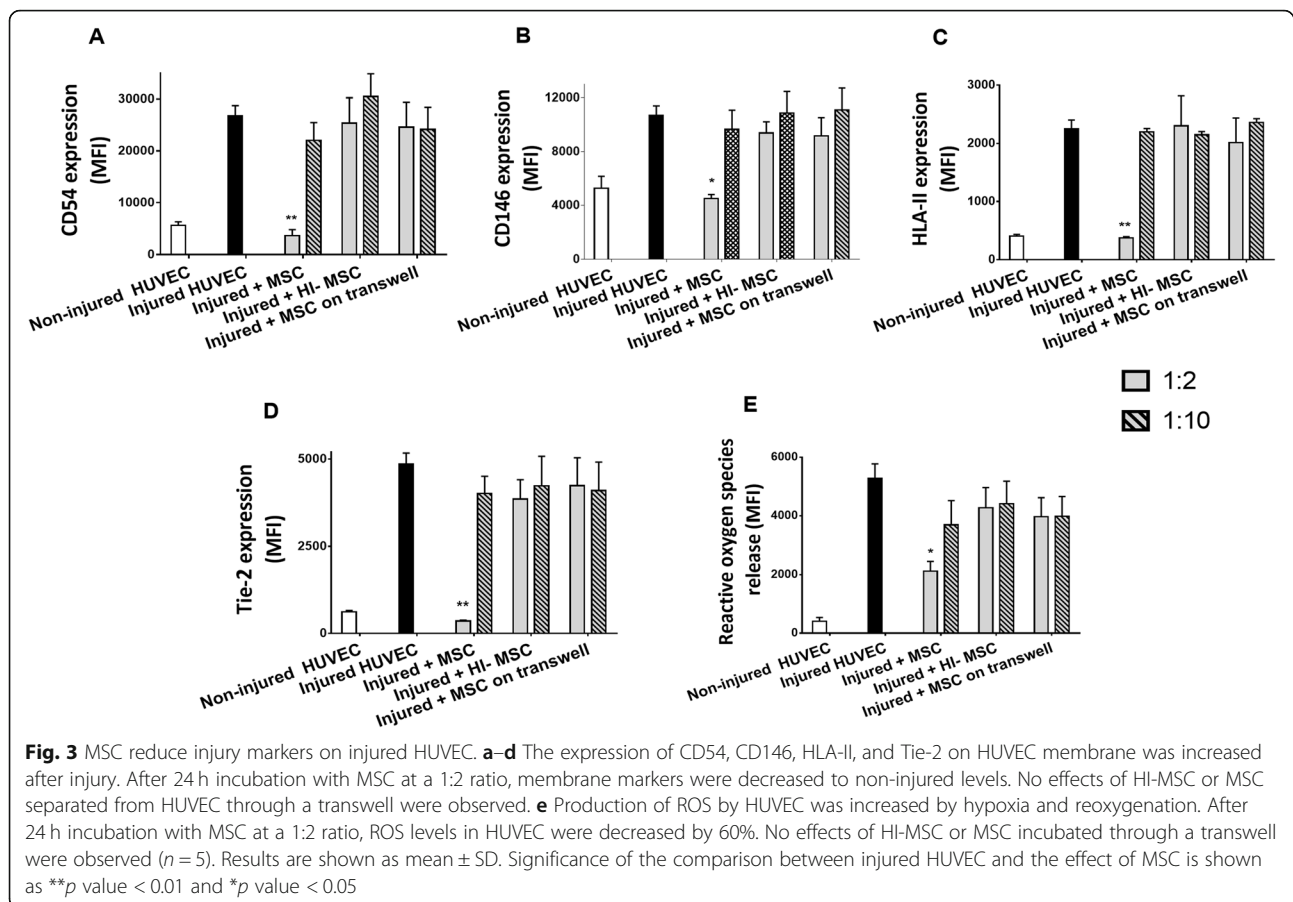 A
CD54 expression
(MFI)
30000
20000
10000
0
Non-injured HUVEC
Injured HUVEC
Injured + MSC
Injured + HI- MSC
Injured + MSC on transwell
**
B
CD146 expression
(MFI)
12000
8000
4000
0
Non-injured HUVEC
Injured HUVEC
Injured + MSC
Injured + HI- MSC
Injured + MSC on transwell
*
C
HLA-II expression
(MFI)
3000
2000
1000
0
Non-injured HUVEC
Injured HUVEC
Injured + MSC
Injured + HI- MSC
Injured + MSC on transwell
**
1:2
1:10
D
Tie-2 expression
(MFI)
5000
2500
0
Non-injured HUVEC
Injured HUVEC
Injured + MSC
Injured + HI- MSC
Injured + MSC on transwell
**
E
Reactive oxygen species
release (MFI)
6000
4000
2000
0
Non-injured HUVEC
Injured HUVEC
Injured + MSC
Injured + HI- MSC
Injured + MSC on transwell
*
Fig. 3 MSC reduce injury markers on injured HUVEC. a–d The expression of CD54, CD146, HLA-II, and Tie-2 on HUVEC membrane was increased
after injury. After 24 h incubation with MSC at a 1:2 ratio, membrane markers were decreased to non-injured levels. No effects of HI-MSC or MSC
separated from HUVEC through a transwell were observed. e Production of ROS by HUVEC was increased by hypoxia and reoxygenation. After
24 h incubation with MSC at a 1:2 ratio, ROS levels in HUVEC were decreased by 60%. No effects of HI-MSC or MSC incubated through a transwell
were observed (n = 5). Results are shown as mean ± SD. Significance of the comparison between injured HUVEC and the effect of MSC is shown
as **p value < 0.01 and *p value < 0.05